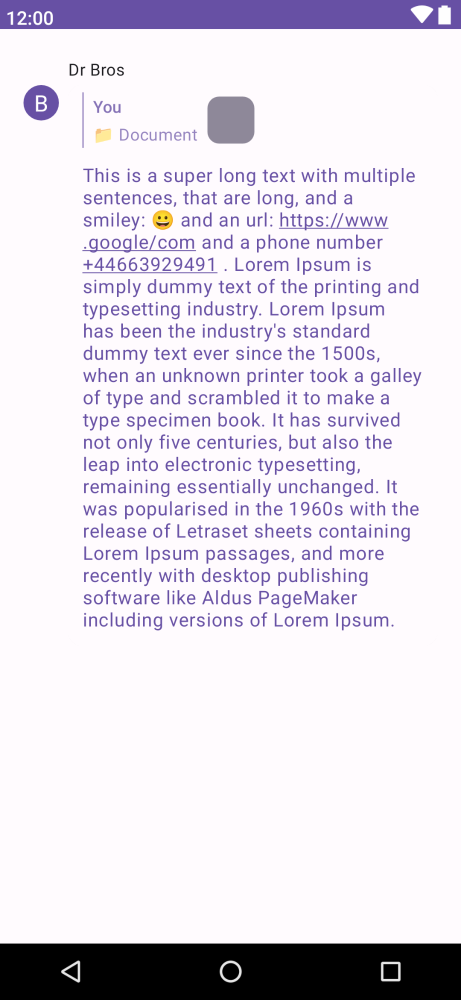 12:00
Dr Bros
B
You
📁 Document
This is a super long text with multiple
sentences, that are long, and a
smiley: 😀 and an url: https://www
.google/com and a phone number
+44663929491 . Lorem Ipsum is
simply dummy text of the printing and
typesetting industry. Lorem Ipsum
has been the industry's standard
dummy text ever since the 1500s,
when an unknown printer took a galley
of type and scrambled it to make a
type specimen book. It has survived
not only five centuries, but also the
leap into electronic typesetting,
remaining essentially unchanged. It
was popularised in the 1960s with the
release of Letraset sheets containing
Lorem Ipsum passages, and more
recently with desktop publishing
software like Aldus PageMaker
including versions of Lorem Ipsum.